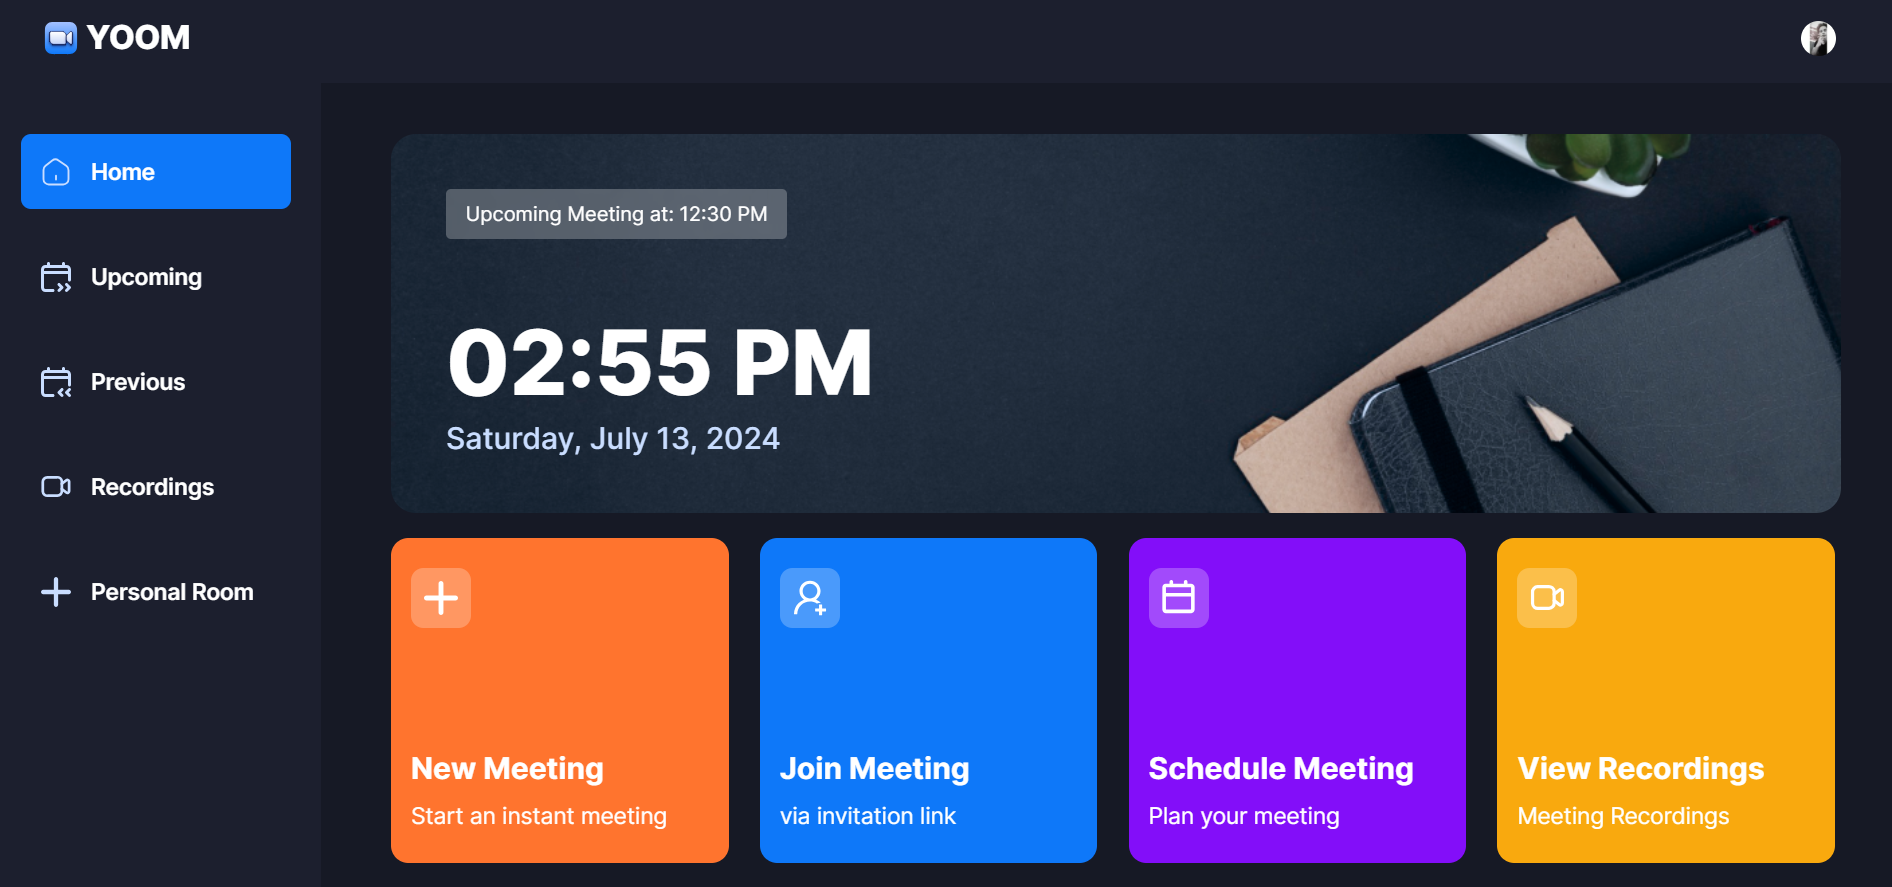 YOOM
Home
Upcoming
Previous
Recordings
Personal Room
Upcoming Meeting at: 12:30 PM
02:55 PM
Saturday, July 13, 2024
New Meeting
Start an instant meeting
Join Meeting
via invitation link
Schedule Meeting
Plan your meeting
View Recordings
Meeting Recordings